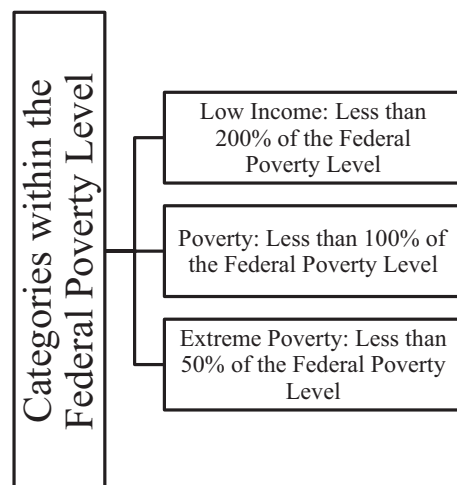 Categories within the
Federal Poverty Level
Low Income: Less than
200% of the Federal
Poverty Level
Poverty: Less than 100% of
the Federal Poverty Level
Extreme Poverty: Less than
50% of the Federal Poverty
Level